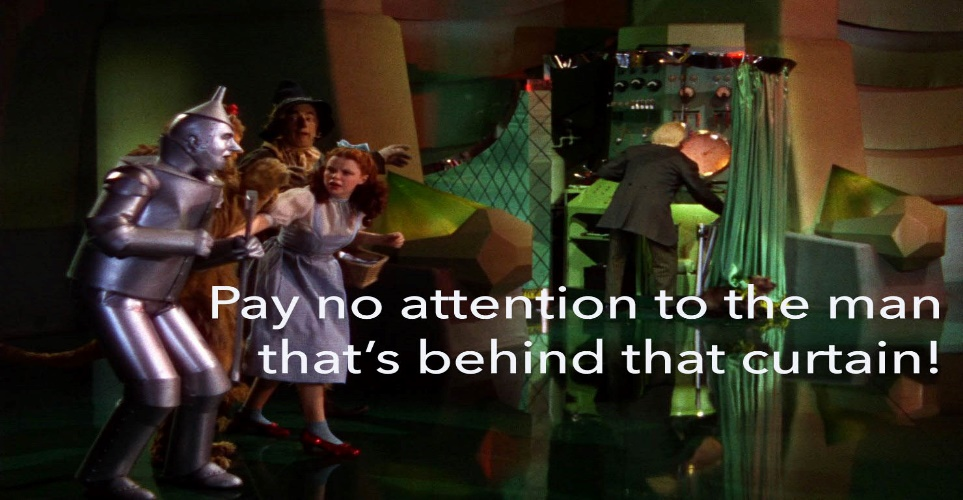 Pay no attention to the man
that’s behind that curtain!